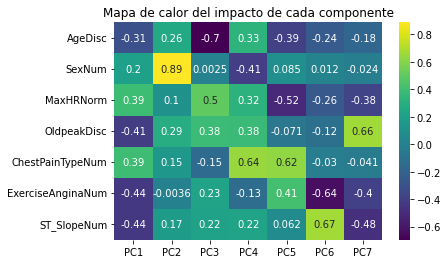 Mapa de calor del impacto de cada componente
AgeDisc -0.31 0.26 -0.7 0.33 -0.39 -0.24 -0.18
SexNum 0.2 0.89 0.0025 -0.41 0.085 0.012 -0.024
MaxHRNorm 0.39 0.1 0.5 0.32 -0.52 -0.26 -0.38
OldpeakDisc -0.41 0.29 0.38 0.38 -0.071 -0.12 0.66
ChestPainTypeNum 0.39 0.15 -0.15 0.64 0.62 -0.03 -0.041
ExerciseAnginaNum -0.44 -0.0036 0.23 -0.13 0.41 -0.64 -0.4
ST_SlopeNum -0.44 0.17 0.22 0.22 0.062 0.67 -0.48
PC1 PC2 PC3 PC4 PC5 PC6 PC7
0.8
0.6
0.4
0.2
0.0
-0.2
-0.4
-0.6